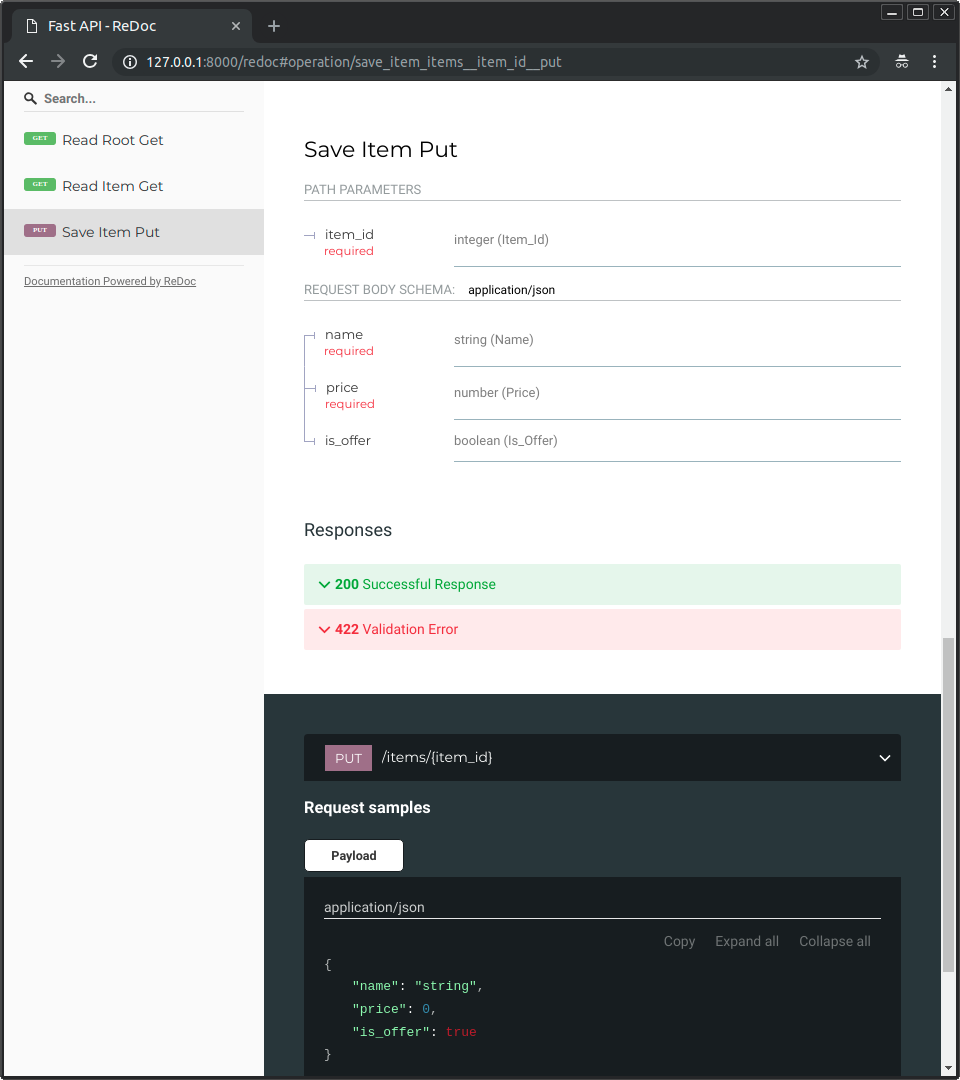 Fast API - ReDoc
127.0.0.1:8000/redoc#operation/save_item_items__item_id__put
Search...
GET Read Root Get
GET Read Item Get
PUT Save Item Put
Documentation Powered by ReDoc
Save Item Put
PATH PARAMETERS
item_id
required
integer (Item_Id)
REQUEST BODY SCHEMA: application/json
name
required
string (Name)
price
required
number (Price)
is_offer
boolean (Is_Offer)
Responses
200 Successful Response
422 Validation Error
PUT /items/{item_id}
Request samples
Payload
application/json
Copy Expand all Collapse all
{
"name": "string",
"price": 0,
"is_offer": true
}